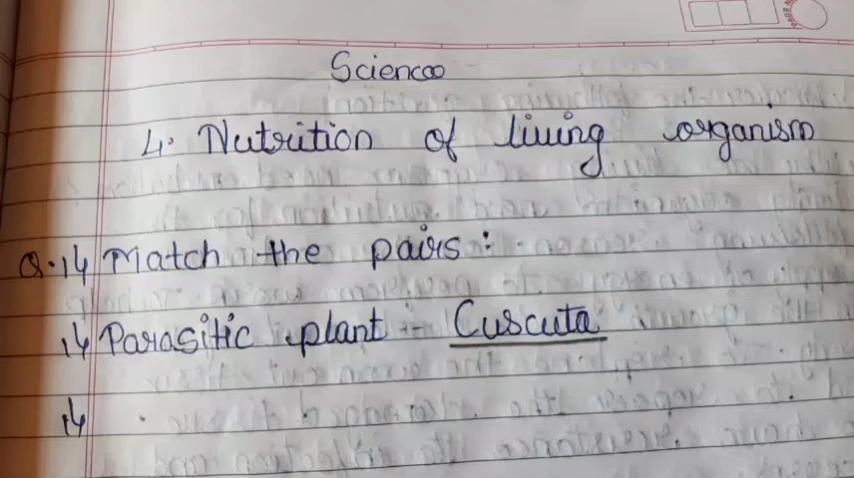 Science
4. Nutrition of living organism
Q.1) Match the pairs:
1) Parasitic plant - Cuscuta
1)